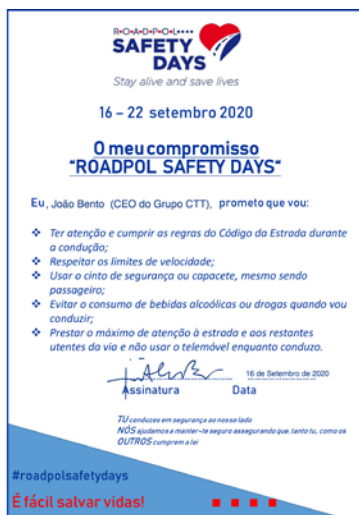 R•O•A•D•P•O•L
SAFETY
DAYS
Stay alive and save lives
16 – 22 setembro 2020
O meu compromisso
"ROADPOL SAFETY DAYS"
Eu, João Bento (CEO do Grupo CTT), prometo que vou:
❖ Ter atenção e cumprir as regras do Código da Estrada durante
a condução;
❖ Respeitar os limites de velocidade;
❖ Usar o cinto de segurança ou capacete, mesmo sendo
passageiro;
❖ Evitar o consumo de bebidas alcoólicas ou drogas quando vou
conduzir;
❖ Prestar o máximo de atenção à estrada e aos restantes
utentes da via e não usar o telemóvel enquanto conduzo.
16 de Setembro de 2020
Assinatura Data
TU conduzes em segurança ao nosso lado
NÓS ajudamos a manter-te seguro assegurando que, tanto tu, como os
OUTROS cumprem a lei
#roadpolsafetydays
É fácil salvar vidas!